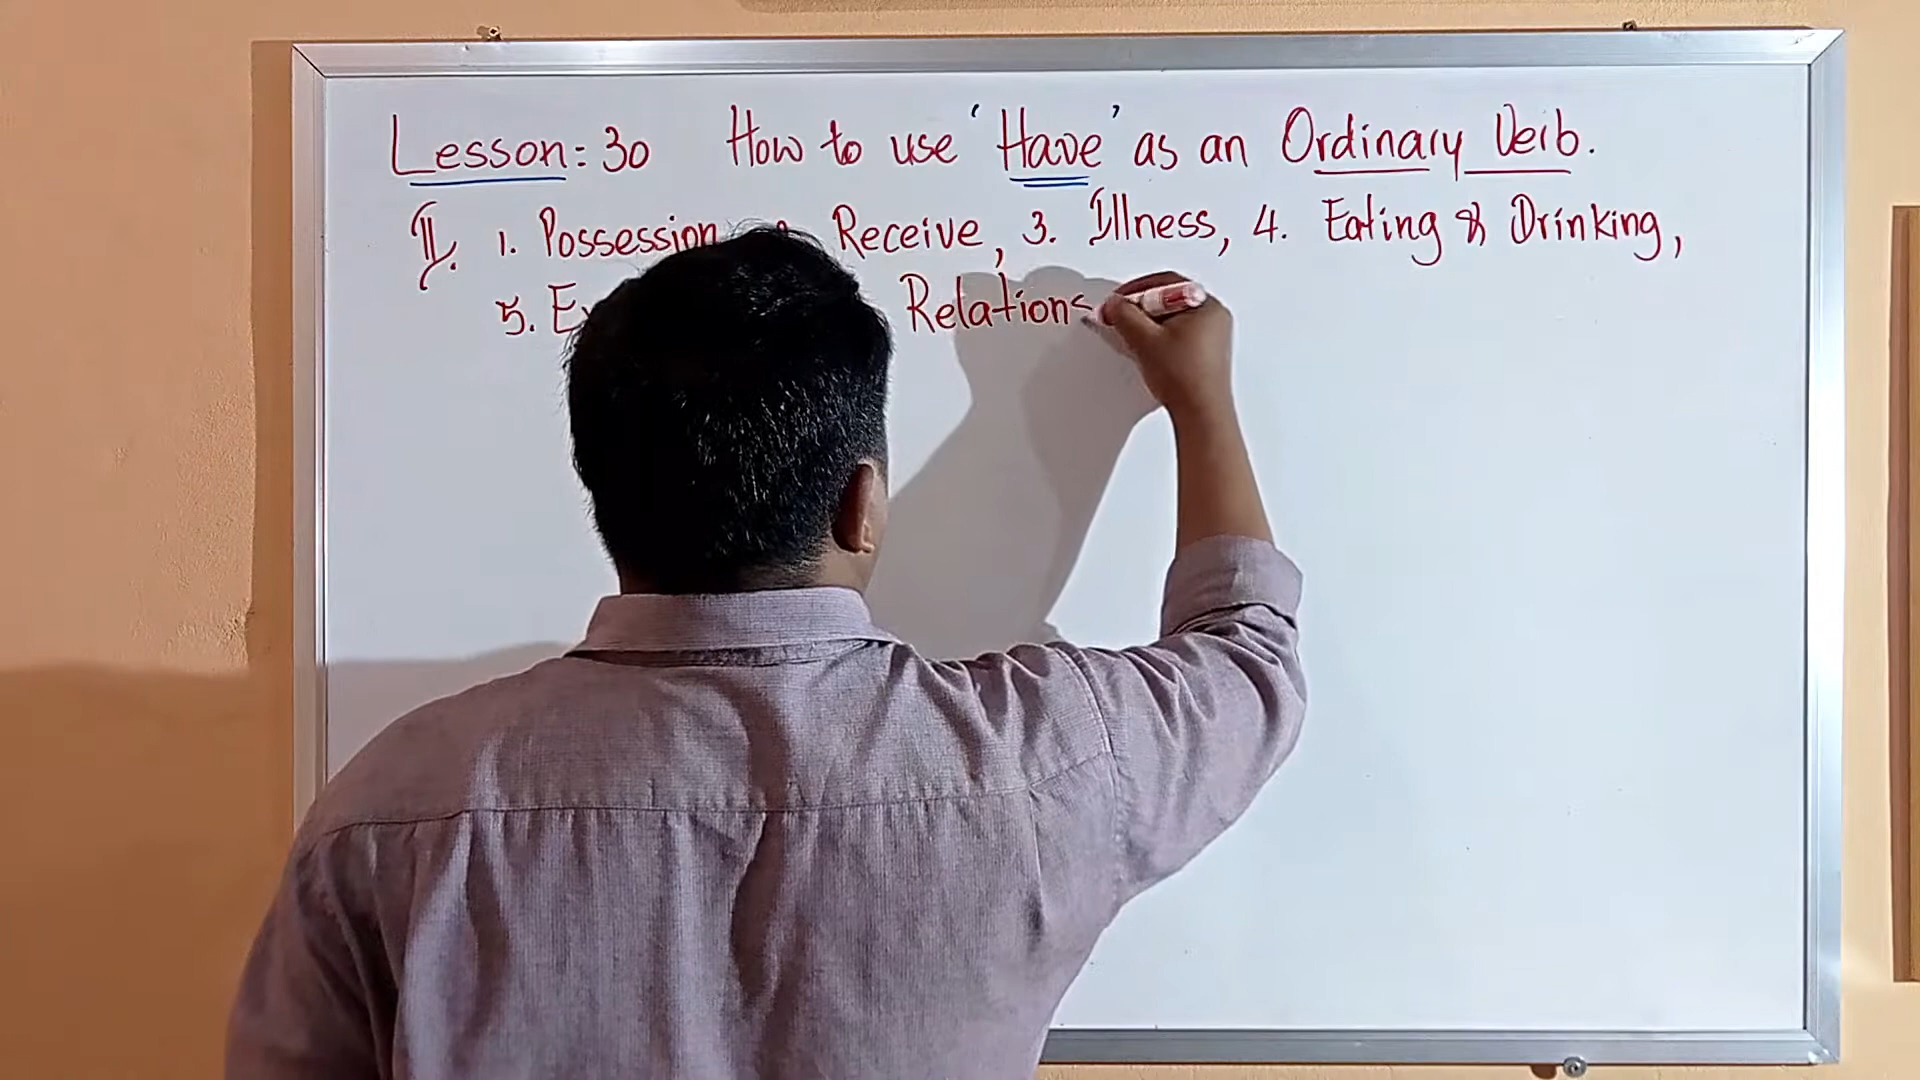 Lesson: 30 How to use 'Have' as an Ordinary Verb.
II. 1. Possession Receive, 3. Illness, 4. Eating & Drinking,
5. Relations